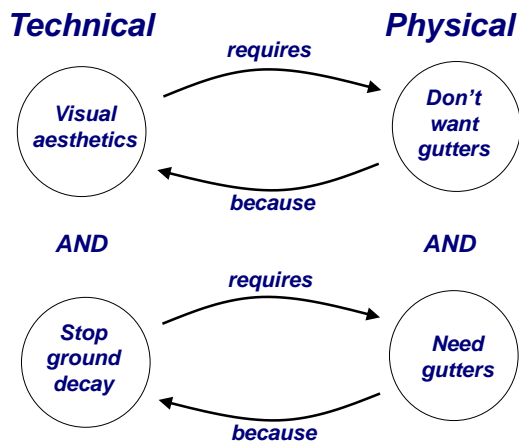 Technical
Physical
requires
Visual
aesthetics
Don't
want
gutters
because
AND
AND
requires
Stop
ground
decay
Need
gutters
because